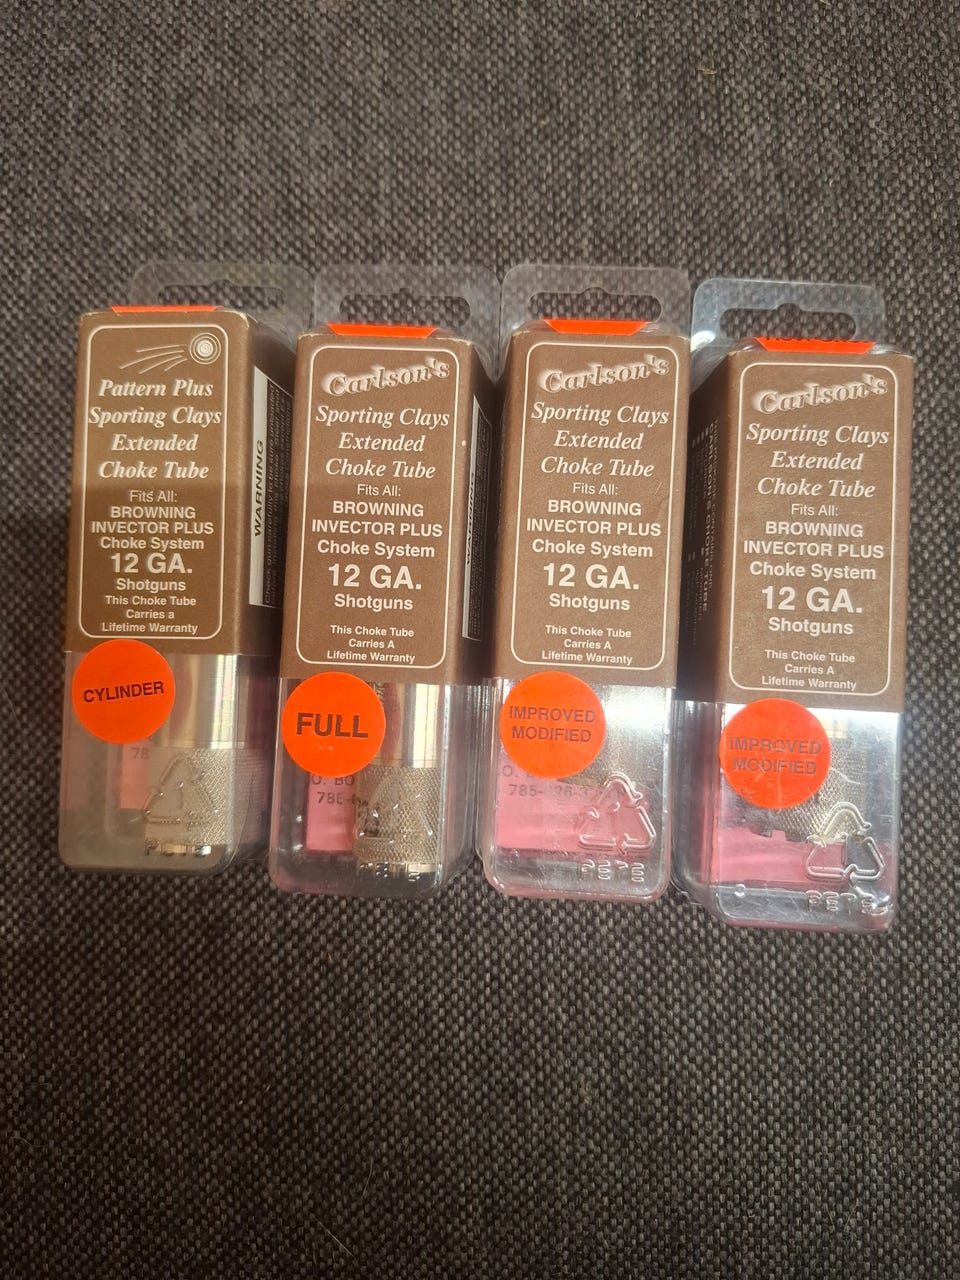 Pattern Plus
Sporting Clays
Extended
Choke Tube
Fits All:
BROWNING
INVECTOR PLUS
Choke System
12 GA.
Shotguns
This Choke Tube
Carries a
Lifetime Warranty
WARNING
CYLINDER
78
Carlson's
Sporting Clays
Extended
Choke Tube
Fits All:
BROWNING
INVECTOR PLUS
Choke System
12 GA.
Shotguns
This Choke Tube
Carries A
Lifetime Warranty
FULL
O. BO
785-6
PETE
Carlson's
Sporting Clays
Extended
Choke Tube
Fits All:
BROWNING
INVECTOR PLUS
Choke System
12 GA.
Shotguns
This Choke Tube
Carries A
Lifetime Warranty
IMPROVED
MODIFIED
PETE
Carlson's
Sporting Clays
Extended
Choke Tube
Fits All:
BROWNING
INVECTOR PLUS
Choke System
12 GA.
Shotguns
This Choke Tube
Carries A
Lifetime Warranty
IMPROVED
MODIFIED
PETE